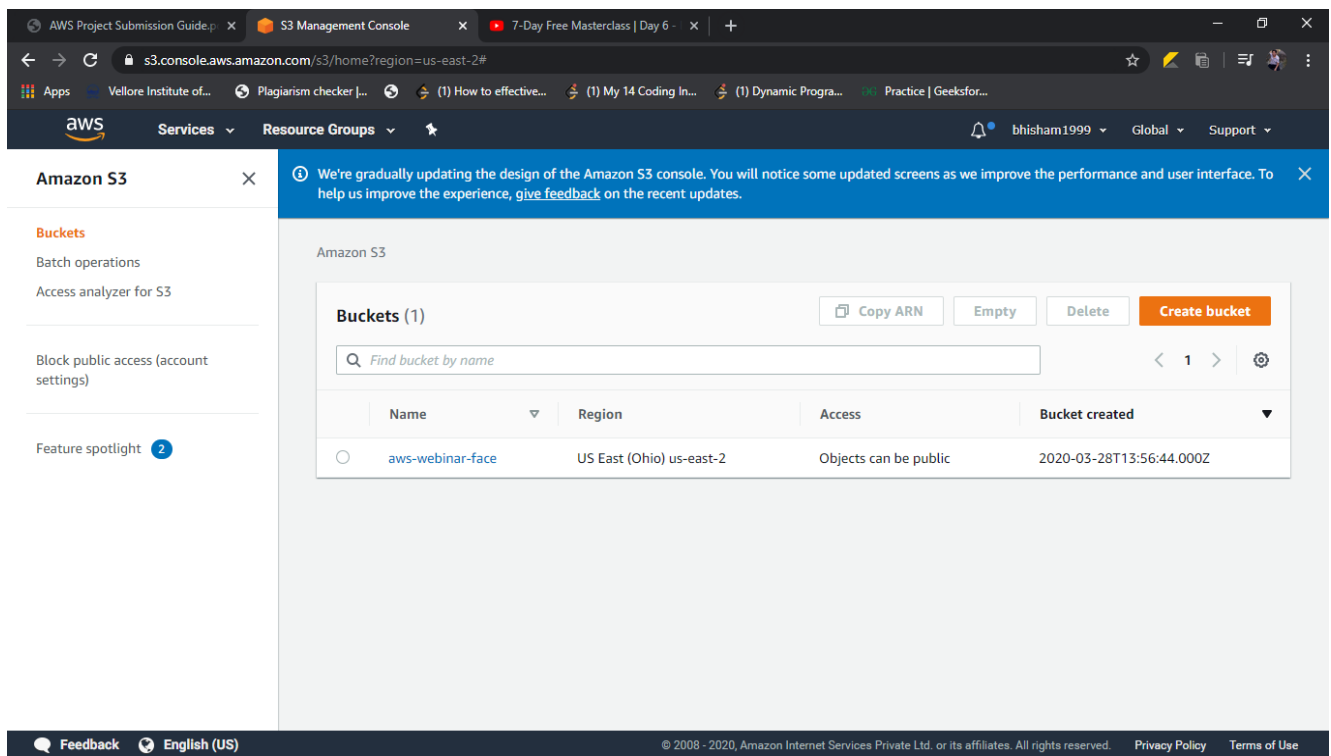 AWS Project Submission Guide.p
S3 Management Console
7-Day Free Masterclass | Day 6 -
s3.console.aws.amazon.com/s3/home?region=us-east-2#
Apps Vellore Institute of... Plagiarism checker |... (1) How to effective... (1) My 14 Coding In... (1) Dynamic Progra... Practice | Geeksfor...
aws Services Resource Groups bhisham1999 Global Support
Amazon S3
We're gradually updating the design of the Amazon S3 console. You will notice some updated screens as we improve the performance and user interface. To
help us improve the experience, give feedback on the recent updates.
Buckets
Batch operations
Access analyzer for S3
Block public access (account
settings)
Feature spotlight 2
Amazon S3
Buckets (1) Copy ARN Empty Delete Create bucket
Find bucket by name 1
Name Region Access Bucket created
aws-webinar-face US East (Ohio) us-east-2 Objects can be public 2020-03-28T13:56:44.000Z
Feedback English (US) © 2008 - 2020, Amazon Internet Services Private Ltd. or its affiliates. All rights reserved. Privacy Policy Terms of Use